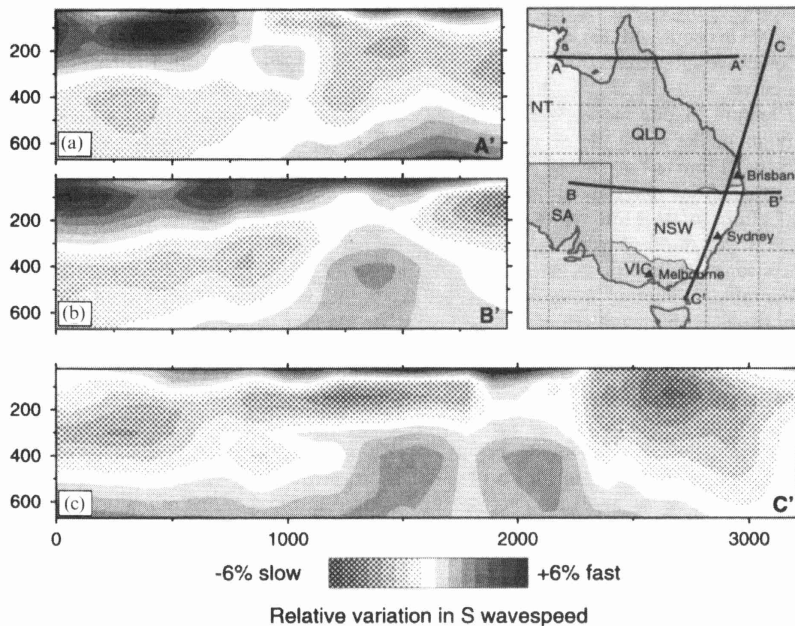 200
400
600
(a)
A'
200
400
600
(b)
B'
200
400
600
(c)
C'
0
1000
2000
3000
-6% slow
+6% fast
Relative variation in S wavespeed
A
A'
C
NT
QLD
Brisban
B
B'
SA
NSW
Sydney
VIC
Melbourne
C'